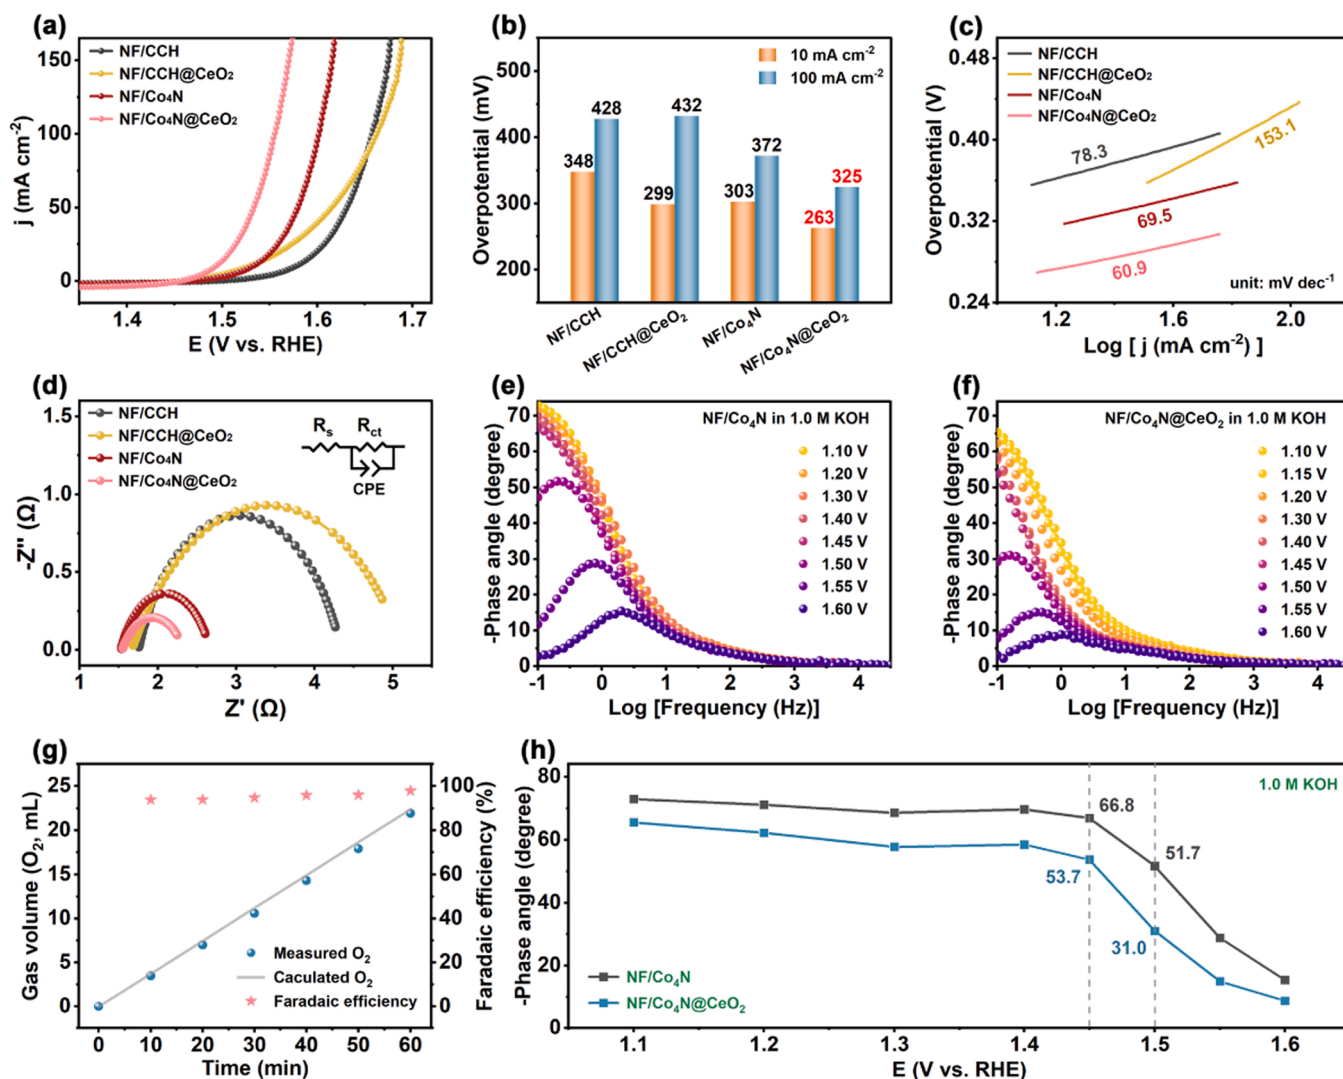 (a)
NF/CCH
NF/CCH@CeO₂
NF/Co₄N
NF/Co₄N@CeO₂
150
100
50
0
j (mA cm⁻²)
1.4 1.5 1.6 1.7
E (V vs. RHE)
(b)
10 mA cm⁻²
100 mA cm⁻²
500
400
300
200
Overpotential (mV)
348 428
299 432
303 372
263 325
NF/CCH
NF/CCH@CeO₂
NF/Co₄N
NF/Co₄N@CeO₂
(c)
NF/CCH
NF/CCH@CeO₂
NF/Co₄N
NF/Co₄N@CeO₂
0.48
0.40
0.32
0.24
Overpotential (V)
78.3
153.1
69.5
60.9
unit: mV dec⁻¹
1.2 1.6 2.0
Log [ j (mA cm⁻²) ]
(d)
NF/CCH
NF/CCH@CeO₂
NF/Co₄N
NF/Co₄N@CeO₂
Rs Rct
CPE
1.5
1.0
0.5
0.0
-Z'' (Ω)
1 2 3 4 5
Z' (Ω)
(e)
NF/Co₄N in 1.0 M KOH
1.10 V
1.20 V
1.30 V
1.40 V
1.45 V
1.50 V
1.55 V
1.60 V
70
60
50
40
30
20
10
0
-Phase angle (degree)
-1 0 1 2 3 4
Log [Frequency (Hz)]
(f)
NF/Co₄N@CeO₂ in 1.0 M KOH
1.10 V
1.15 V
1.20 V
1.30 V
1.40 V
1.45 V
1.50 V
1.55 V
1.60 V
70
60
50
40
30
20
10
0
-Phase angle (degree)
-1 0 1 2 3 4
Log [Frequency (Hz)]
(g)
25
20
15
10
5
0
Gas volume (O₂, mL)
100
80
60
40
20
0
Faradaic efficiency (%)
Measured O₂
Caculated O₂
Faradaic efficiency
0 10 20 30 40 50 60
Time (min)
(h)
1.0 M KOH
80
60
40
20
0
-Phase angle (degree)
66.8
51.7
53.7
31.0
NF/Co₄N
NF/Co₄N@CeO₂
1.1 1.2 1.3 1.4 1.5 1.6
E (V vs. RHE)